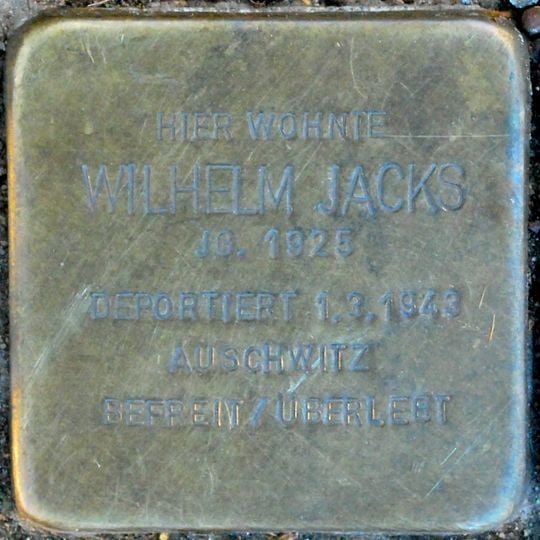 HIER WOHNTE
WILHELM JACKS
JG. 1925
DEPORTIERT 1.3.1943
AUSCHWITZ
BEFREIT/ÜBERLEBT